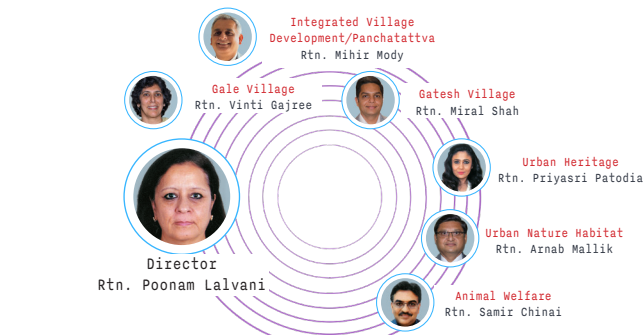 Integrated Village
Development/Panchatattva
Rtn. Mihir Mody
Gale Village
Rtn. Vinti Gajree
Gatesh Village
Rtn. Miral Shah
Urban Heritage
Rtn. Priyasri Patodia
Urban Nature Habitat
Rtn. Arnab Mallik
Director
Rtn. Poonam Lalvani
Animal Welfare
Rtn. Samir Chinai